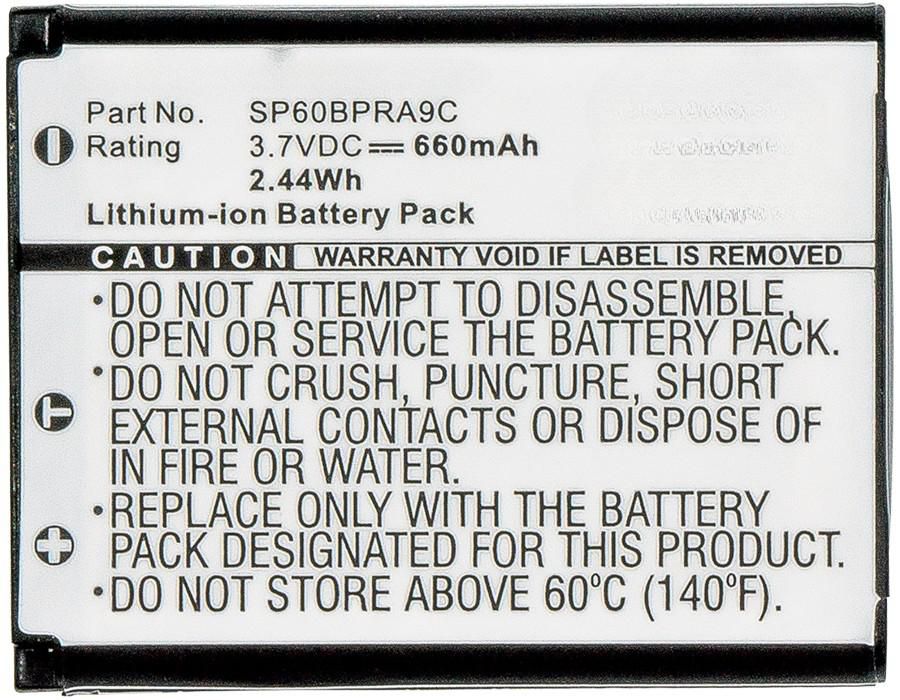 Part No. SP60BPRA9C
Rating 3.7VDC 660mAh
2.44Wh
Lithium-ion Battery Pack
CAUTION WARRANTY VOID IF LABEL IS REMOVED
•DO NOT ATTEMPT TO DISASSEMBLE,
OPEN OR SERVICE THE BATTERY PACK.
•DO NOT CRUSH, PUNCTURE, SHORT
EXTERNAL CONTACTS OR DISPOSE OF
IN FIRE OR WATER.
•REPLACE ONLY WITH THE BATTERY
PACK DESIGNATED FOR THIS PRODUCT.
•DO NOT STORE ABOVE 60ºC (140ºF).
T
+